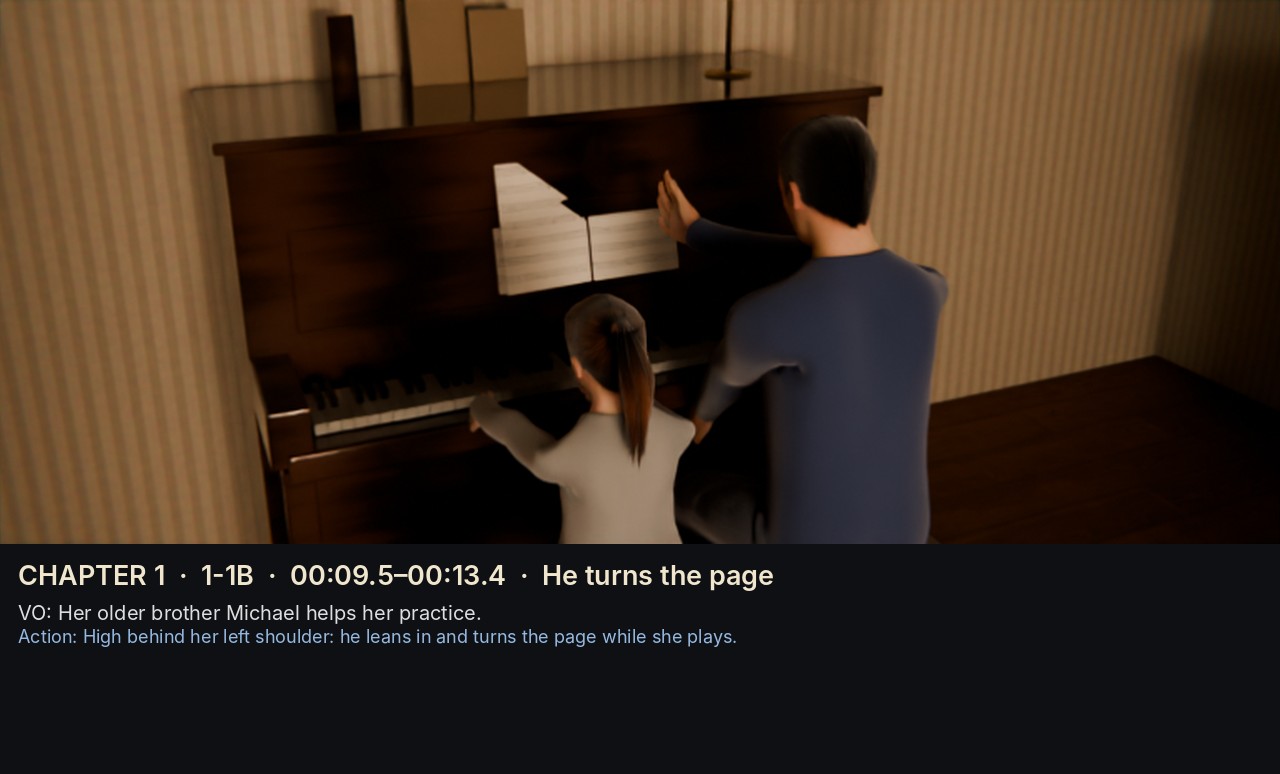 CHAPTER 1 · 1-1B · 00:09.5–00:13.4 · He turns the page
VO: Her older brother Michael helps her practice.
Action: High behind her left shoulder: he leans in and turns the page while she plays.